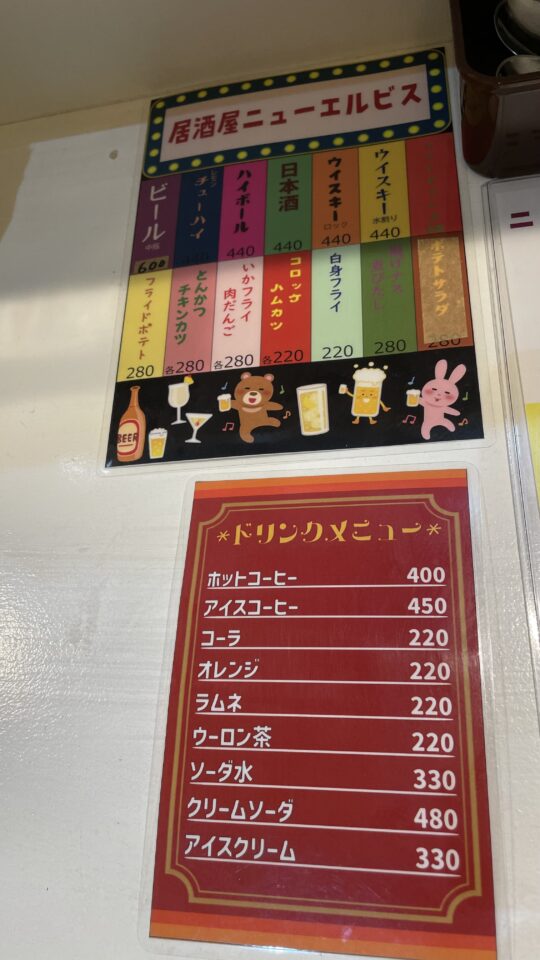 居酒屋ニューエルビス
ビール
中瓶
600
レモン
チューハイ
ハイボール
440
日本酒
440
ウイスキー
ロック
440
ウイスキー
水割り
440
フライドポテト
280
とんかつ
チキンカツ
各280
いかフライ
肉だんご
各280
コロッケ
ハムカツ
各220
白身フライ
220
280
ポテトサラダ
280
BEER
*ドリンクメニュー*
ホットコーヒー 400
アイスコーヒー 450
コーラ 220
オレンジ 220
ラムネ 220
ウーロン茶 220
ソーダ水 330
クリームソーダ 480
アイスクリーム 330
ニ